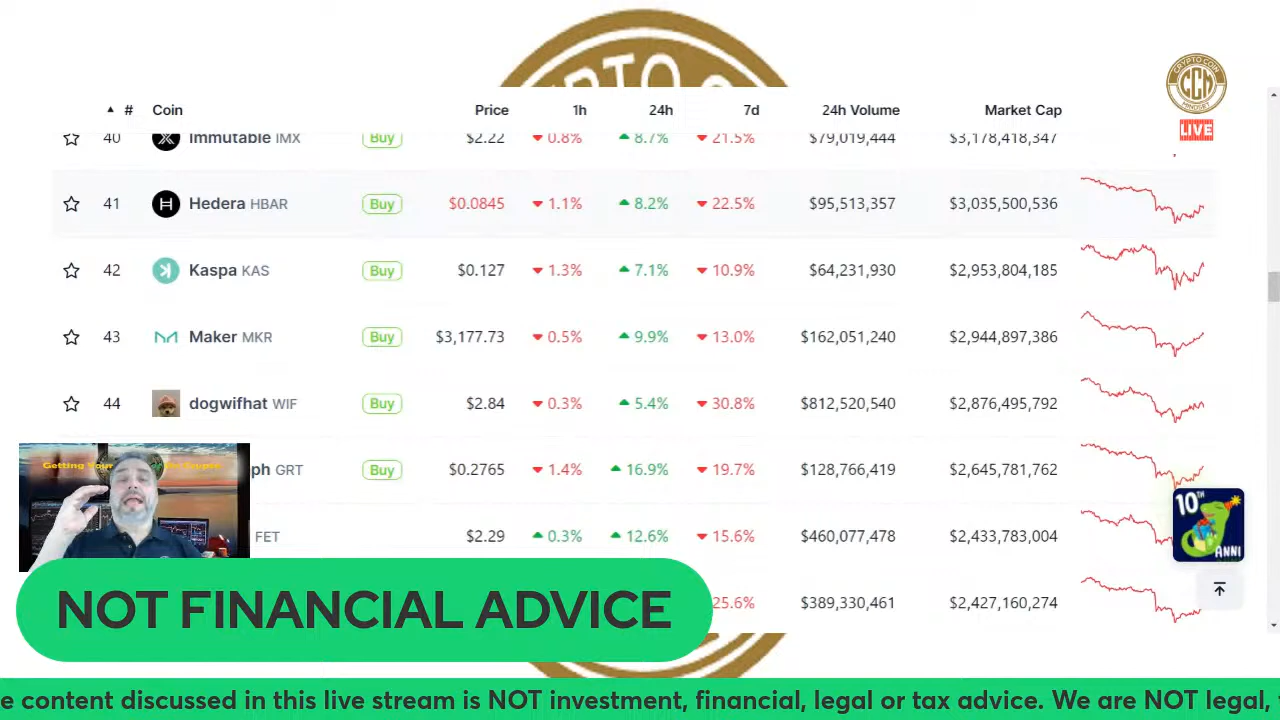 # Coin Price 1h 24h 7d 24h Volume Market Cap
40 Immutable IMX Buy $2.22 0.8% 8.7% 21.5% $79,019,444 $3,178,418,347
41 Hedera HBAR Buy $0.0845 1.1% 8.2% 22.5% $95,513,357 $3,035,500,536
42 Kaspa KAS Buy $0.127 1.3% 7.1% 10.9% $64,231,930 $2,953,804,185
43 Maker MKR Buy $3,177.73 0.5% 9.9% 13.0% $162,051,240 $2,944,897,386
44 dogwifhat WIF Buy $2.84 0.3% 5.4% 30.8% $812,520,540 $2,876,495,792
ph GRT Buy $0.2765 1.4% 16.9% 19.7% $128,766,419 $2,645,781,762
FET $2.29 0.3% 12.6% 15.6% $460,077,478 $2,433,783,004
25.6% $389,330,461 $2,427,160,274
CRYPTO COIN
CCM
MINDSET
LIVE
Getting Your
10TH
ANNI
NOT FINANCIAL ADVICE
e content discussed in this live stream is NOT investment, financial, legal or tax advice. We are NOT legal,